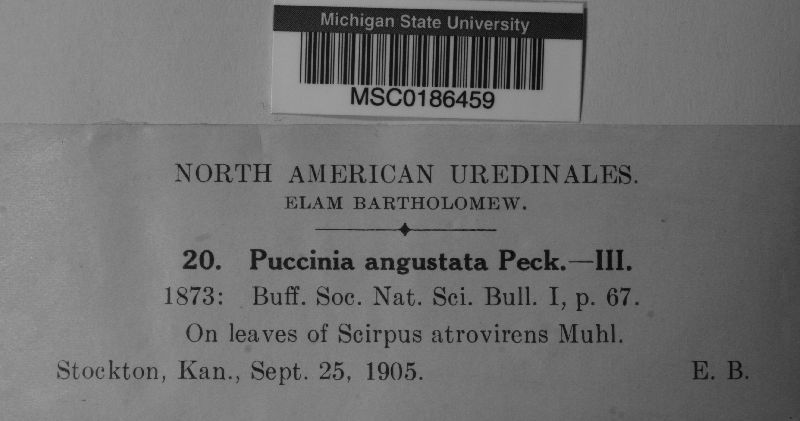 Michigan State University
MSC0186459
NORTH AMERICAN UREDINALES.
ELAM BARTHOLOMEW.
20. Puccinia angustata Peck.—III.
1873: Buff. Soc. Nat. Sci. Bull. I, p. 67.
On leaves of Scirpus atrovirens Muhl.
Stockton, Kan., Sept. 25, 1905. E. B.